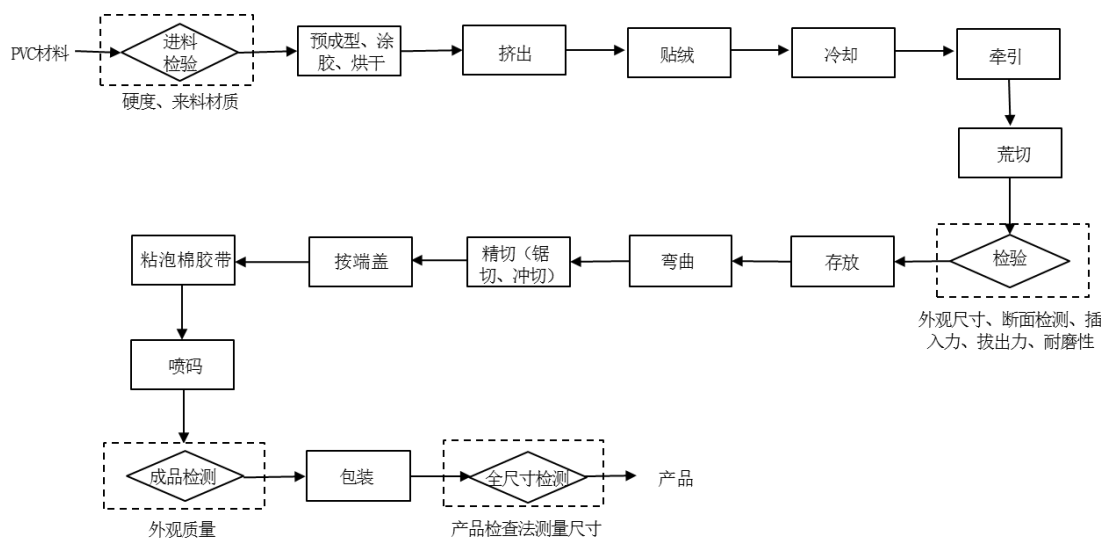 PVC材料
进料
检验
预成型、涂
胶、烘干
挤出
贴绒
冷却
牵引
硬度、来料材质
荒切
检验
存放
弯曲
精切（锯
切、冲切）
按端盖
粘泡棉胶带
外观尺寸、断面检测、插
入力、拔出力、耐磨性
喷码
成品检测
包装
全尺寸检测
产品
外观质量
产品检查法测量尺寸